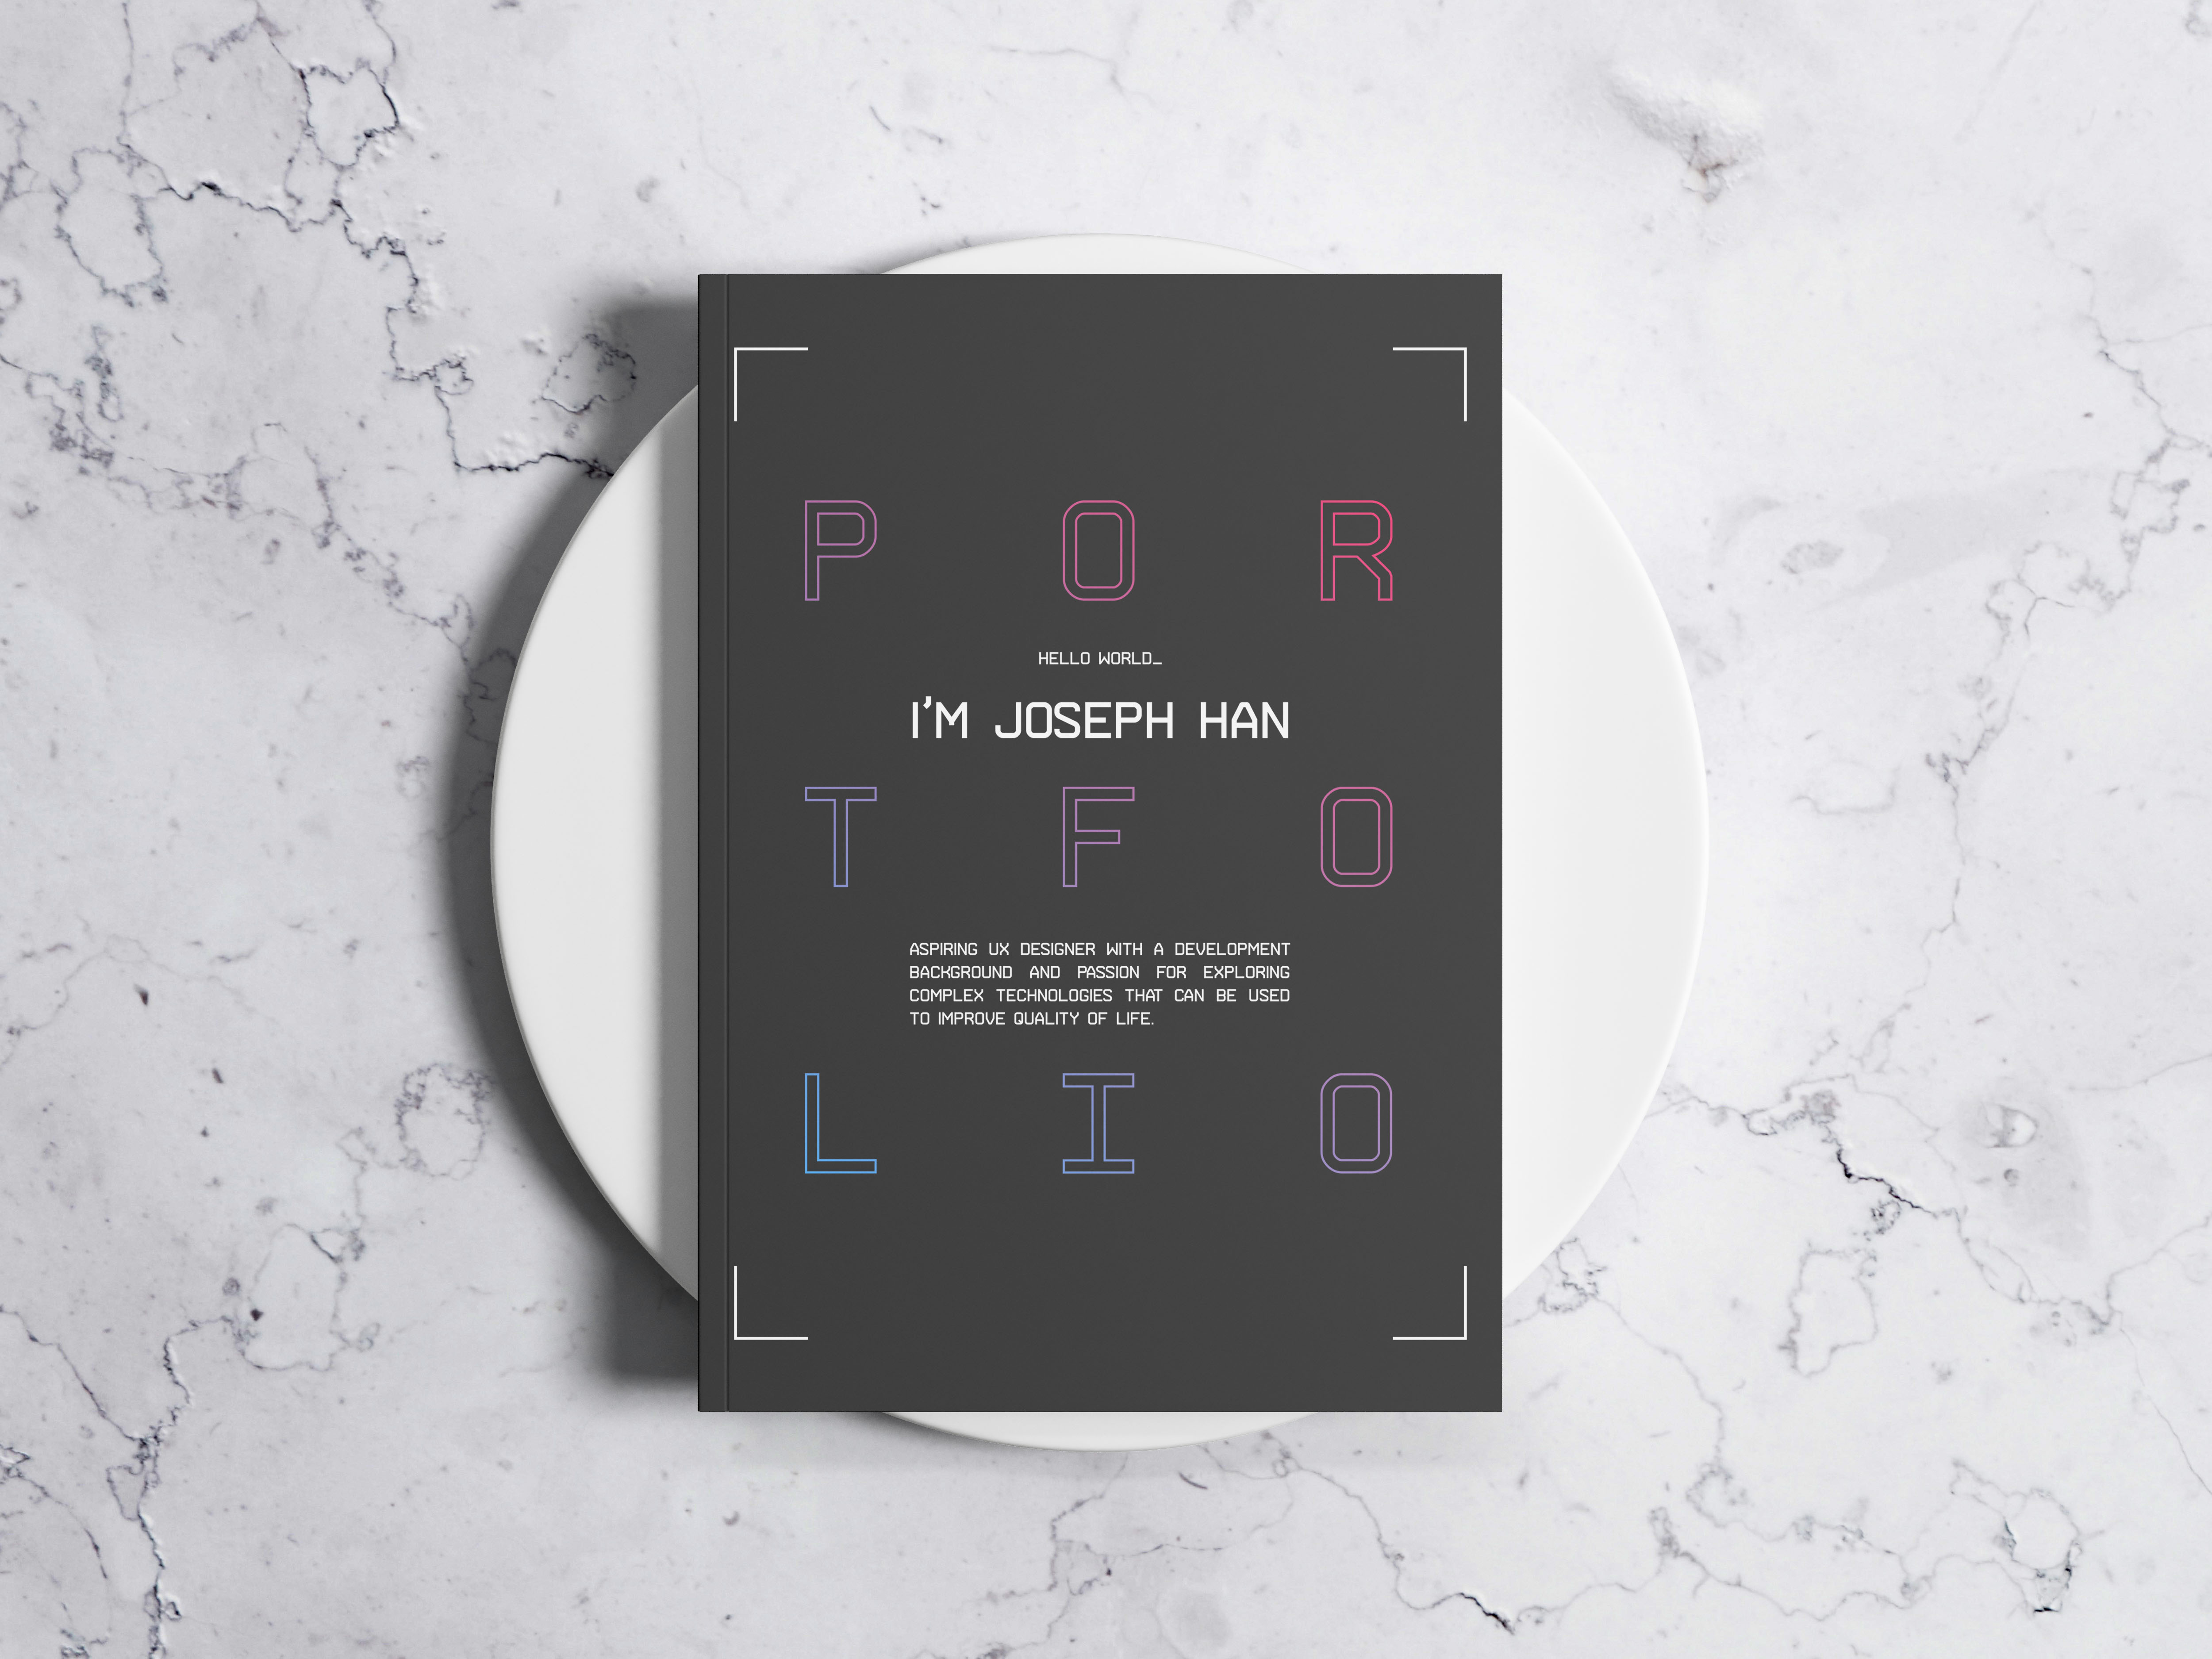 P O R
HELLO WORLD_
I'M JOSEPH HAN
T F O
ASPIRING UX DESIGNER WITH A DEVELOPMENT
BACKGROUND AND PASSION FOR EXPLORING
COMPLEX TECHNOLOGIES THAT CAN BE USED
TO IMPROVE QUALITY OF LIFE.
L I O